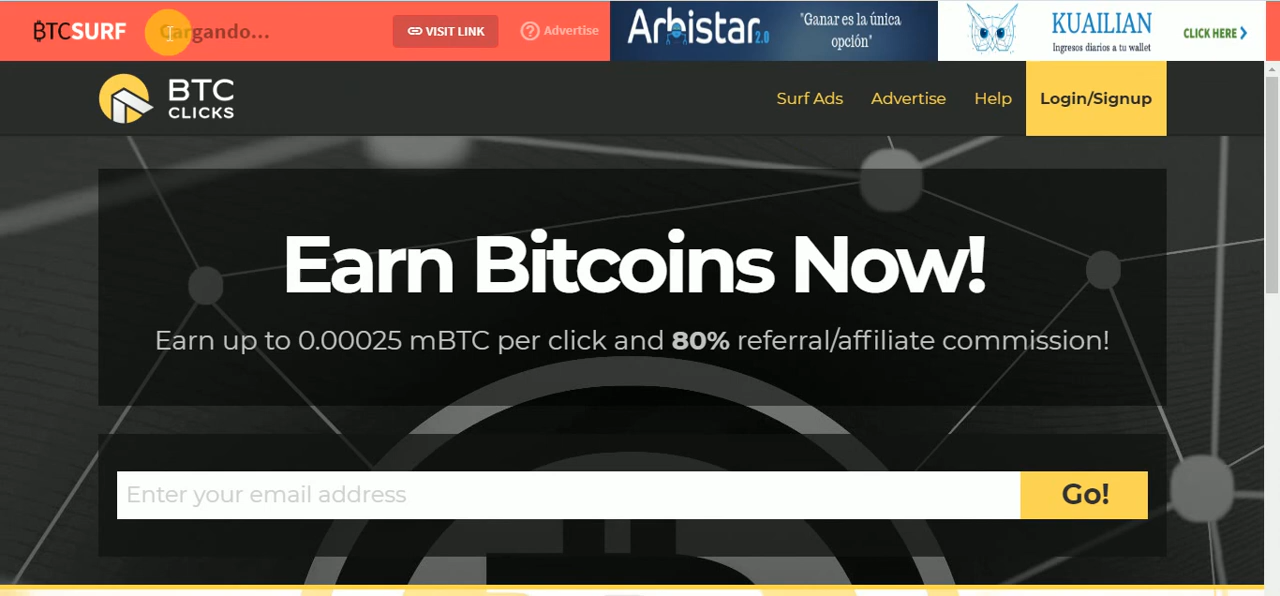 BTCSURF
Cargando...
VISIT LINK
Advertise
Arbistar 2.0
"Ganar es la única
opción"
KUAILIAN
Ingresos diarios a tu wallet
CLICK HERE
BTC
CLICKS
Surf Ads
Advertise
Help
Login/Signup
Earn Bitcoins Now!
Earn up to 0.00025 mBTC per click and 80% referral/affiliate commission!
Enter your email address
Go!